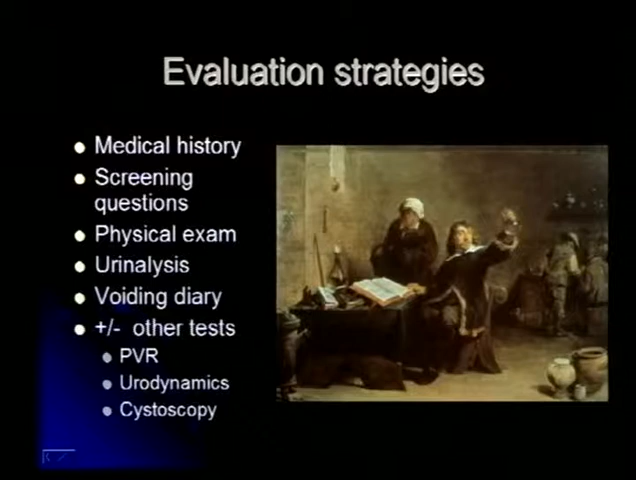 Evaluation strategies
Medical history
Screening
questions
Physical exam
Urinalysis
Voiding diary
+/- other tests
PVR
Urodynamics
Cystoscopy